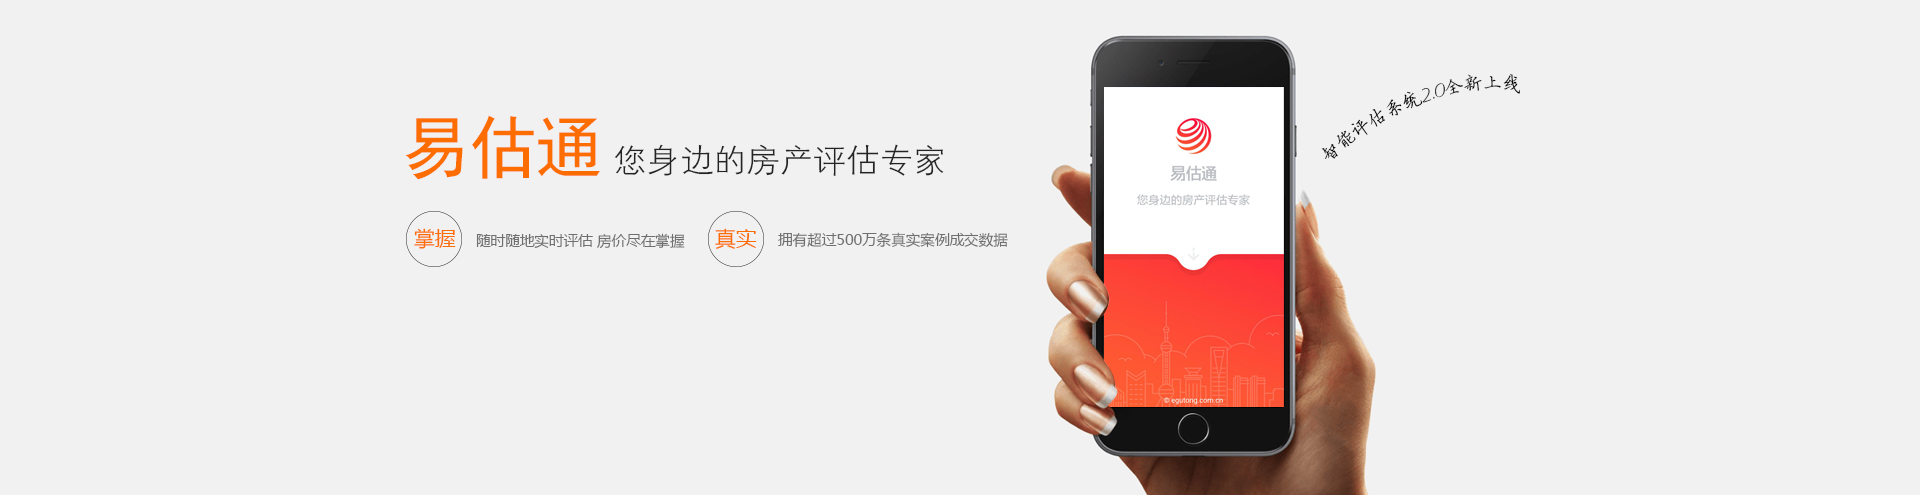 易估通 您身边的房产评估专家
掌握 随时随地实时评估 房价尽在掌握
真实 拥有超过500万条真实案例成交数据
易估通
您身边的房产评估专家
© egutong.com.cn
智能评估系统2.0全新上线